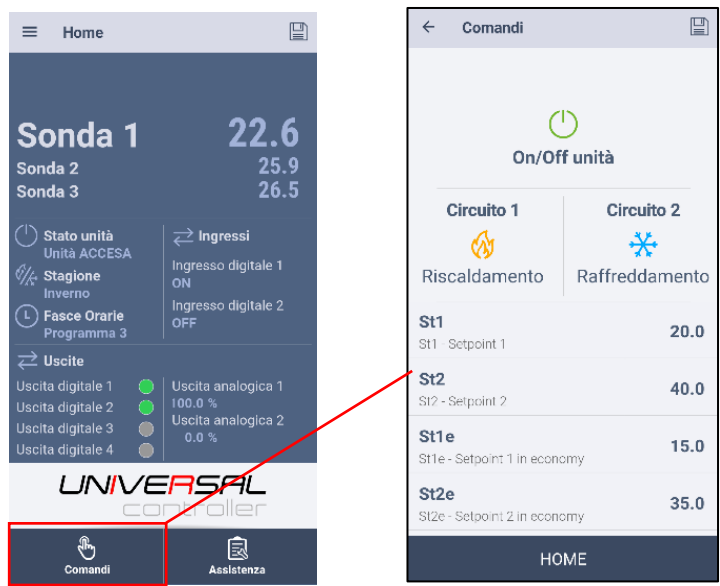 Home
Sonda 1 22.6
Sonda 2 25.9
Sonda 3 26.5
Stato unità
Unità ACCESA
Stagione
Inverno
Fasce Orarie
Programma 3
Ingressi
Ingresso digitale 1
ON
Ingresso digitale 2
OFF
Uscite
Uscita digitale 1
Uscita digitale 2
Uscita digitale 3
Uscita digitale 4
Uscita analogica 1
100.0 %
Uscita analogica 2
0.0 %
UNIVERSAL
controller
Comandi
Assistenza
Comandi
On/Off unità
Circuito 1
Riscaldamento
Circuito 2
Raffreddamento
St1 20.0
St1 - Setpoint 1
St2 40.0
St2 - Setpoint 2
St1e 15.0
St1e - Setpoint 1 in economy
St2e 35.0
St2e - Setpoint 2 in economy
HOME